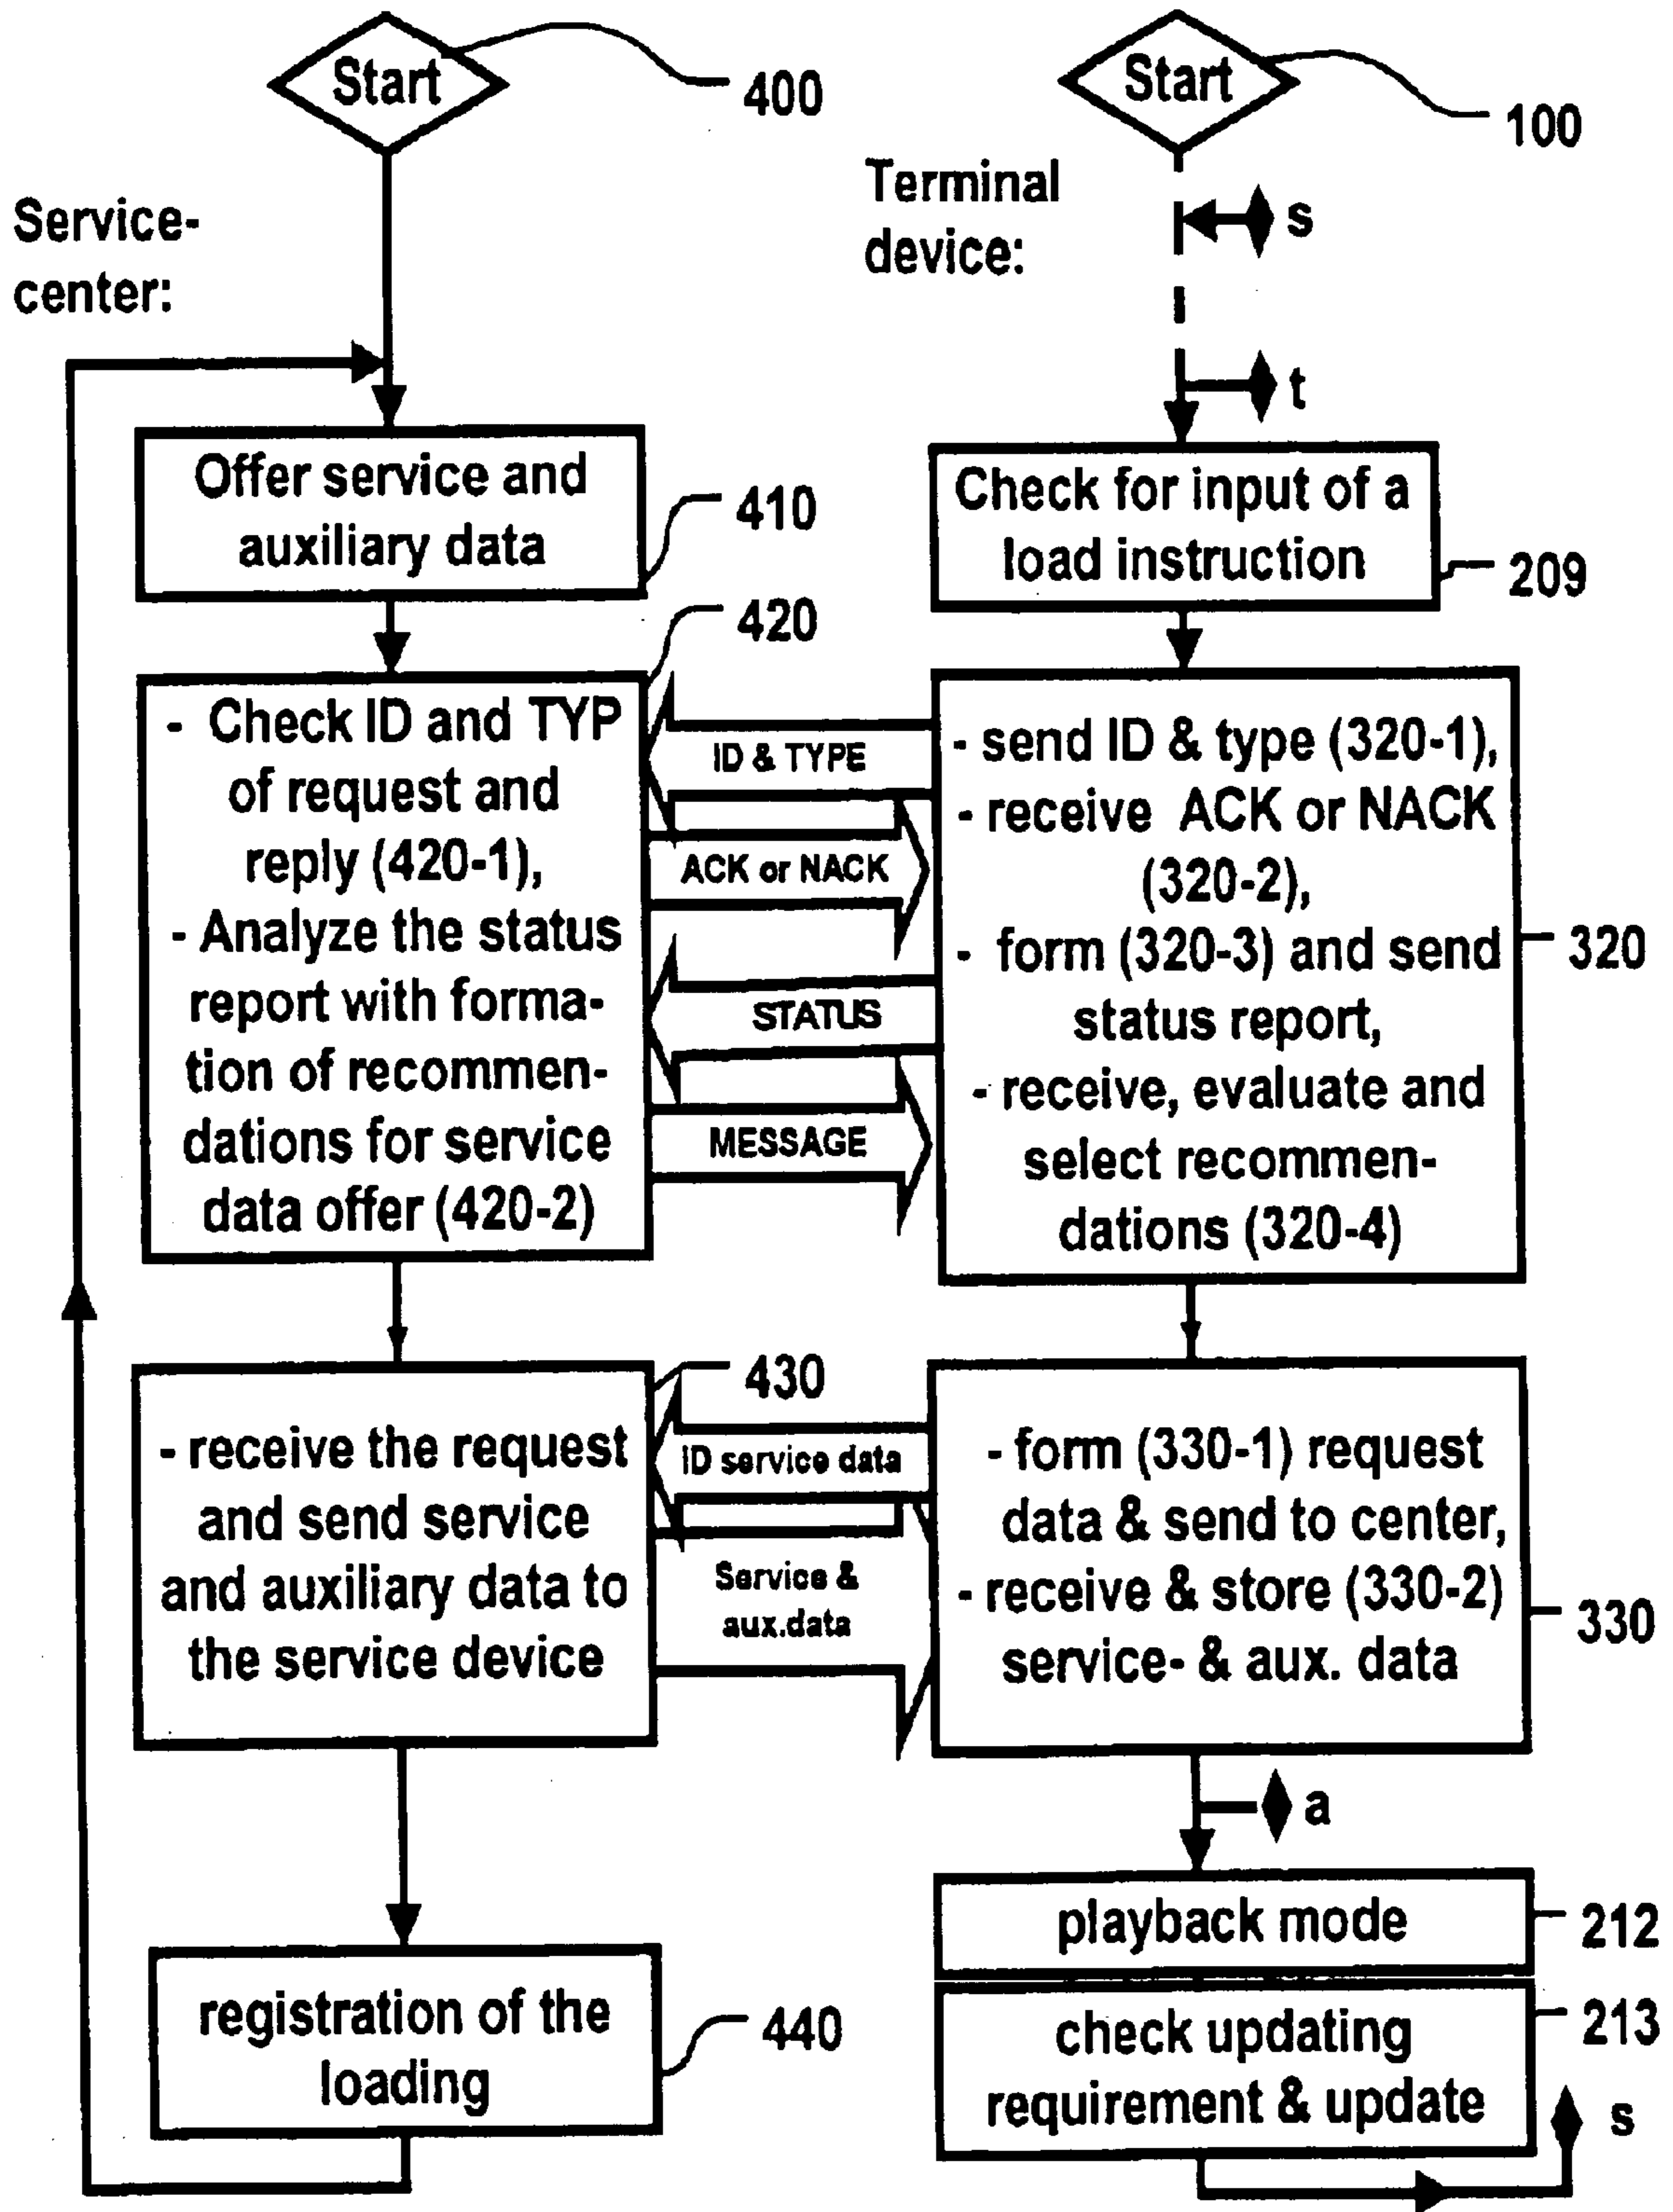 Start
400
Start
100
Service-
center:
Terminal
device:
s
t
Offer service and
auxiliary data
410
Check for input of a
load instruction
209
420
- Check ID and TYP
of request and
reply (420-1),
- Analyze the status
report with forma-
tion of recommen-
dations for service
data offer (420-2)
ID & TYPE
ACK or NACK
STATUS
MESSAGE
- send ID & type (320-1),
- receive ACK or NACK
(320-2),
- form (320-3) and send
status report,
- receive, evaluate and
select recommen-
dations (320-4)
320
430
- receive the request
and send service
and auxiliary data to
the service device
ID service data
Service &
aux.data
- form (330-1) request
data & send to center,
- receive & store (330-2)
service- & aux. data
330
a
playback mode
212
registration of the
loading
440
check updating
requirement & update
213
s